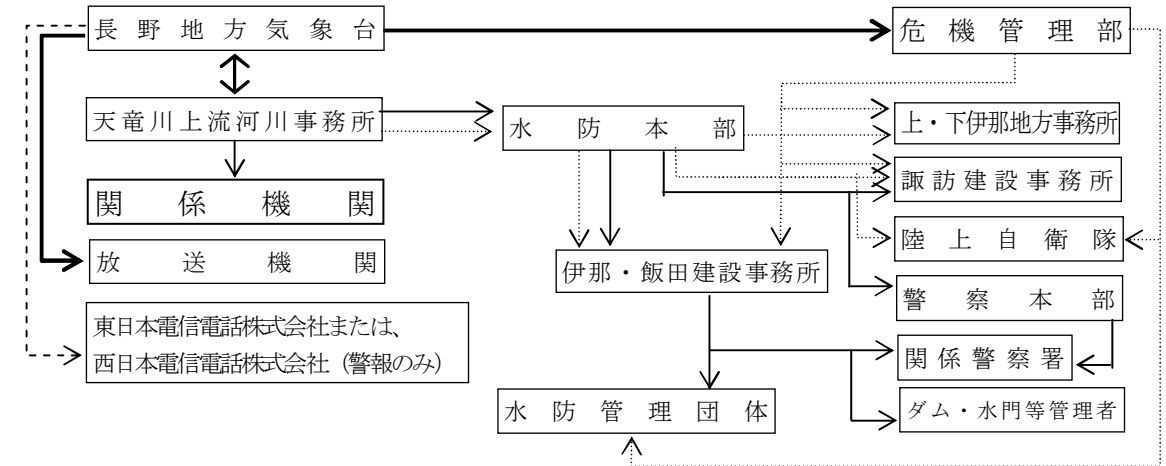 長野地方気象台
危機管理部
天竜川上流河川事務所
水防本部
上・下伊那地方事務所
諏訪建設事務所
関係機関
陸上自衛隊
放送機関
伊那・飯田建設事務所
警察本部
東日本電信電話株式会社または、
西日本電信電話株式会社（警報のみ）
関係警察署
水防管理団体
ダム・水門等管理者